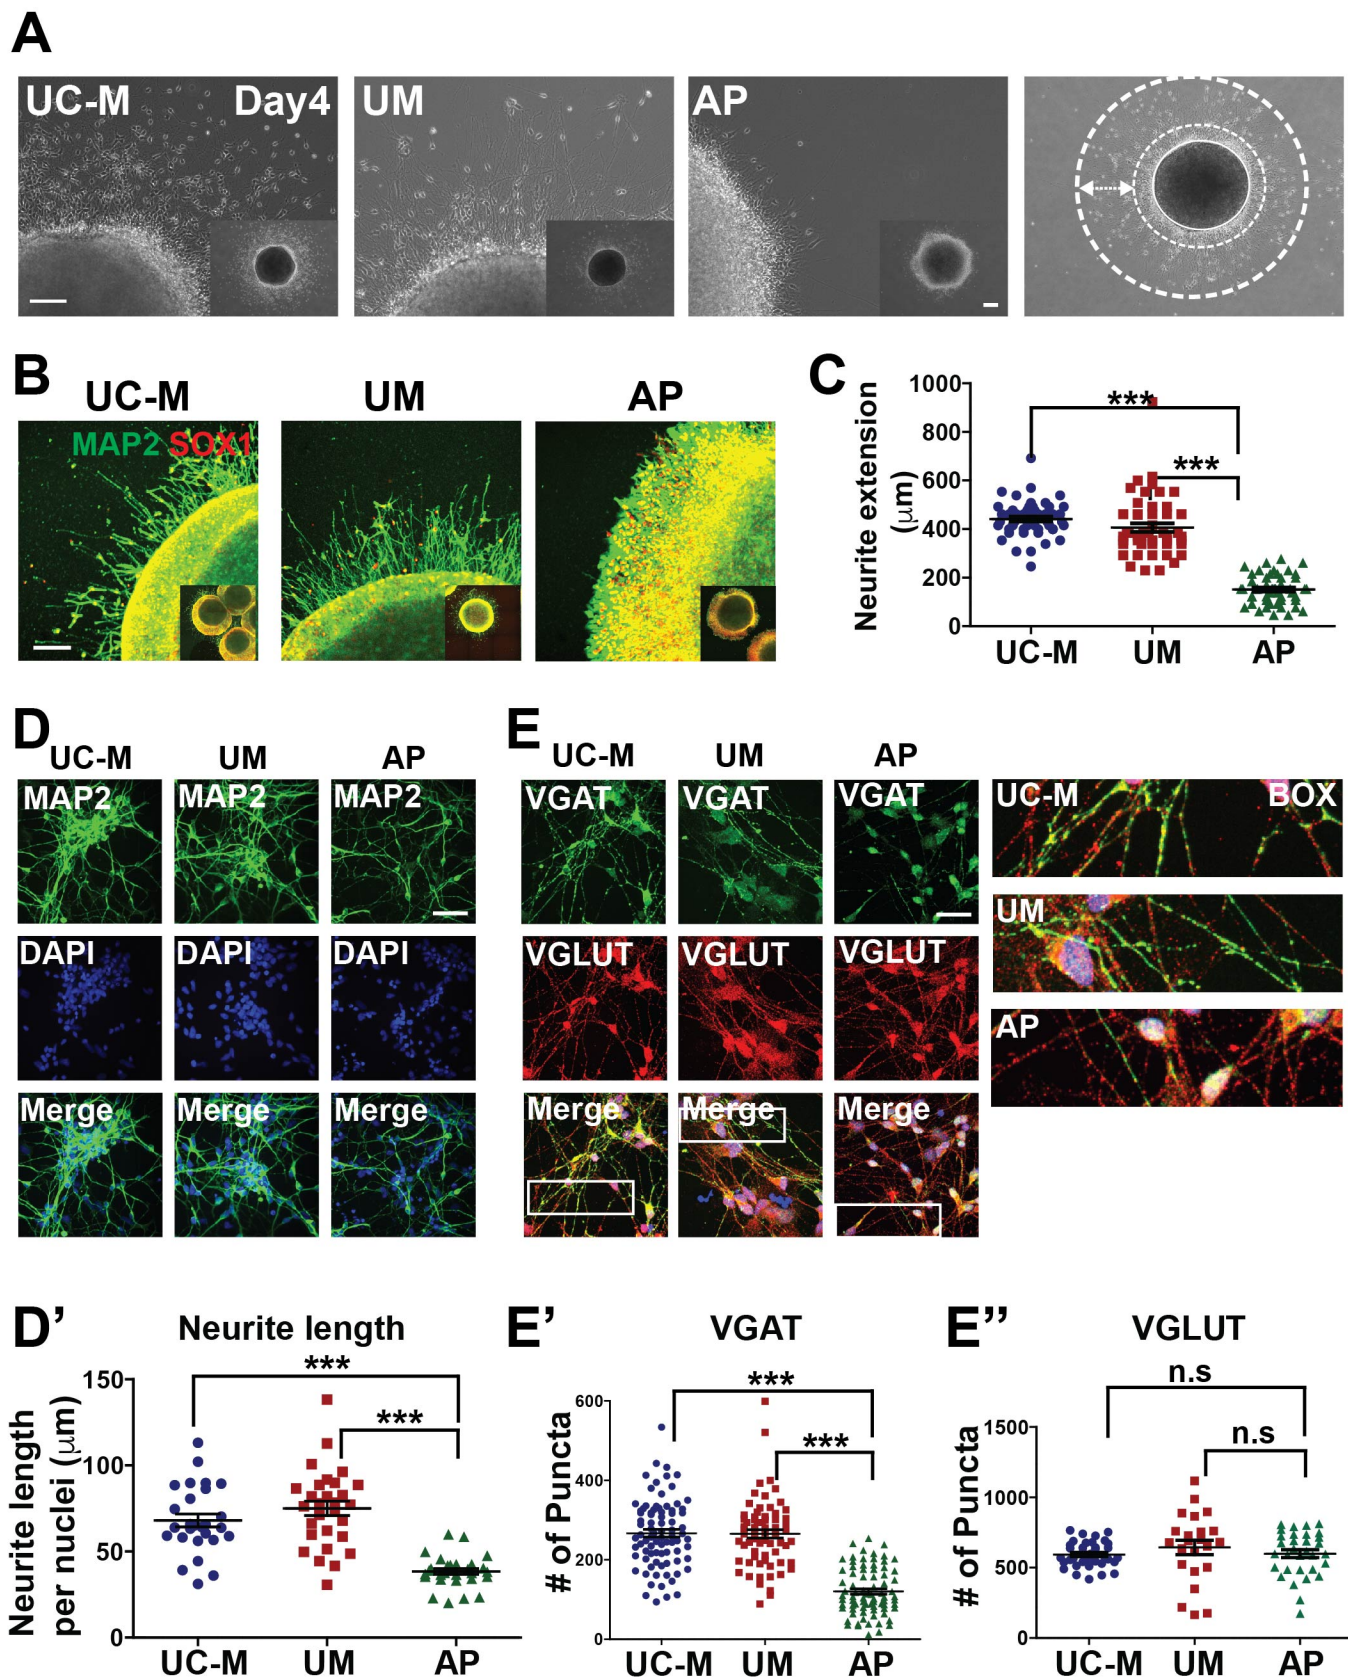 A
UC-M Day4 UM AP
B C
UC-M UM AP
MAP2 SOX1
Neurite extension
(μm)
1000
800
600
400
200
0
***
***
UC-M UM AP
D E
UC-M UM AP UC-M UM AP
MAP2 MAP2 MAP2 VGAT VGAT VGAT UC-M BOX
UM
DAPI DAPI DAPI VGLUT VGLUT VGLUT
AP
Merge Merge Merge Merge Merge Merge
D' Neurite length
Neurite length
per nuclei (μm)
150
100
50
0
***
***
UC-M UM AP
E' VGAT
# of Puncta
600
400
200
0
***
***
UC-M UM AP
E'' VGLUT
# of Puncta
1500
1000
500
0
n.s
n.s
UC-M UM AP